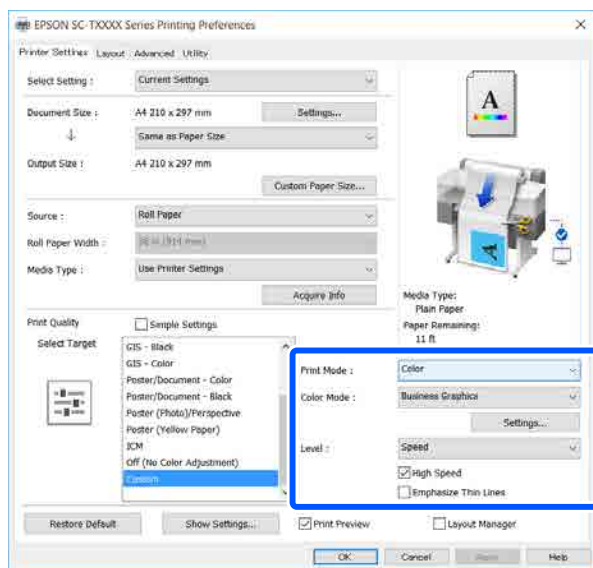 EPSON SC-TXXXX Series Printing Preferences
Printer Settings Layout Advanced Utility
Select Setting : Current Settings
A
Document Size : A4 210 x 297 mm Settings...
Same as Paper Size
Output Size : A4 210 x 297 mm
Custom Paper Size...
Source : Roll Paper
Roll Paper Width :
Media Type : Use Printer Settings
Acquire Info
Media Type:
Plain Paper
Paper Remaining:
11 ft
Print Quality Simple Settings
Select Target
GIS - Black
GIS - Color
Poster/Document - Color
Poster/Document - Black
Poster (Photo)/Perspective
Poster (Yellow Paper)
ICM
Off (No Color Adjustment)
Custom
Print Mode : Color
Color Mode : Business Graphics
Settings...
Level : Speed
High Speed
Emphasize Thin Lines
Restore Default Show Settings... Print Preview Layout Manager
OK Cancel Help